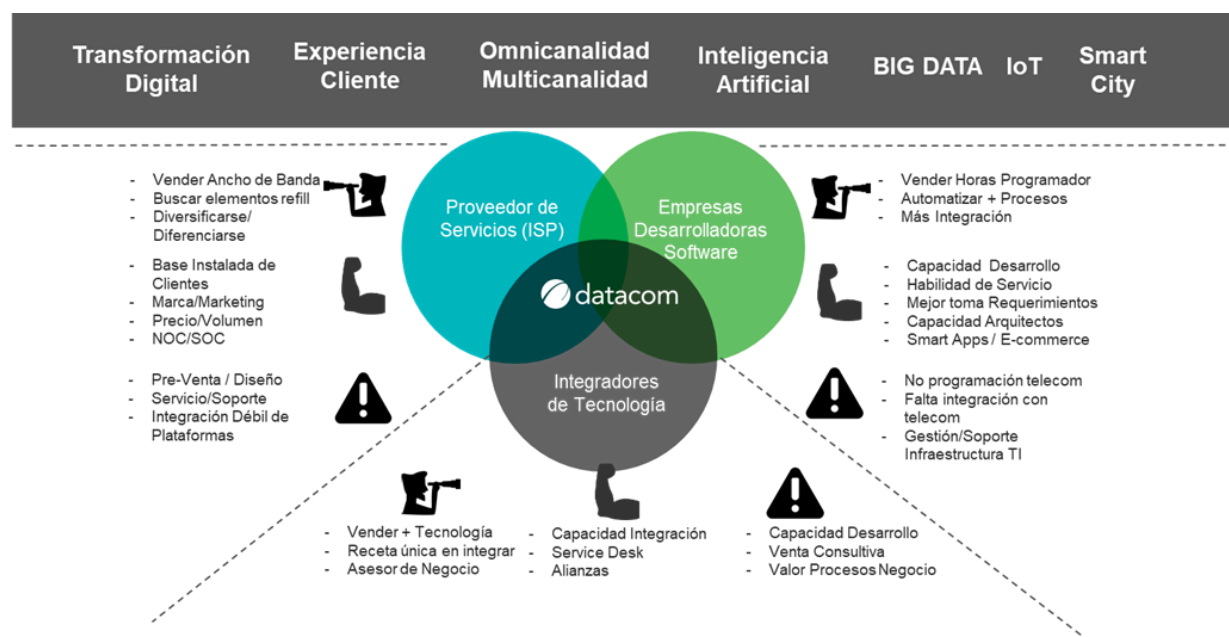 Transformación
Digital
Experiencia
Cliente
Omnicanalidad
Multicanalidad
Inteligencia
Artificial
BIG DATA
IoT
Smart
City
- Vender Ancho de Banda
- Buscar elementos refill
- Diversificarse/
Diferenciarse
- Base Instalada de
Clientes
- Marca/Marketing
- Precio/Volumen
- NOC/SOC
- Pre-Venta / Diseño
- Servicio/Soporte
- Integración Débil de
Plataformas
Proveedor de
Servicios (ISP)
Empresas
Desarrolladoras
Software
datacom
Integradores
de Tecnología
- Vender Horas Programador
- Automatizar + Procesos
- Más Integración
- Capacidad Desarrollo
- Habilidad de Servicio
- Mejor toma Requerimientos
- Capacidad Arquitectos
- Smart Apps / E-commerce
- No programación telecom
- Falta integración con
telecom
- Gestión/Soporte
Infraestructura TI
- Vender + Tecnología
- Receta única en integrar
- Asesor de Negocio
- Capacidad Integración
- Service Desk
- Alianzas
- Capacidad Desarrollo
- Venta Consultiva
- Valor Procesos Negocio